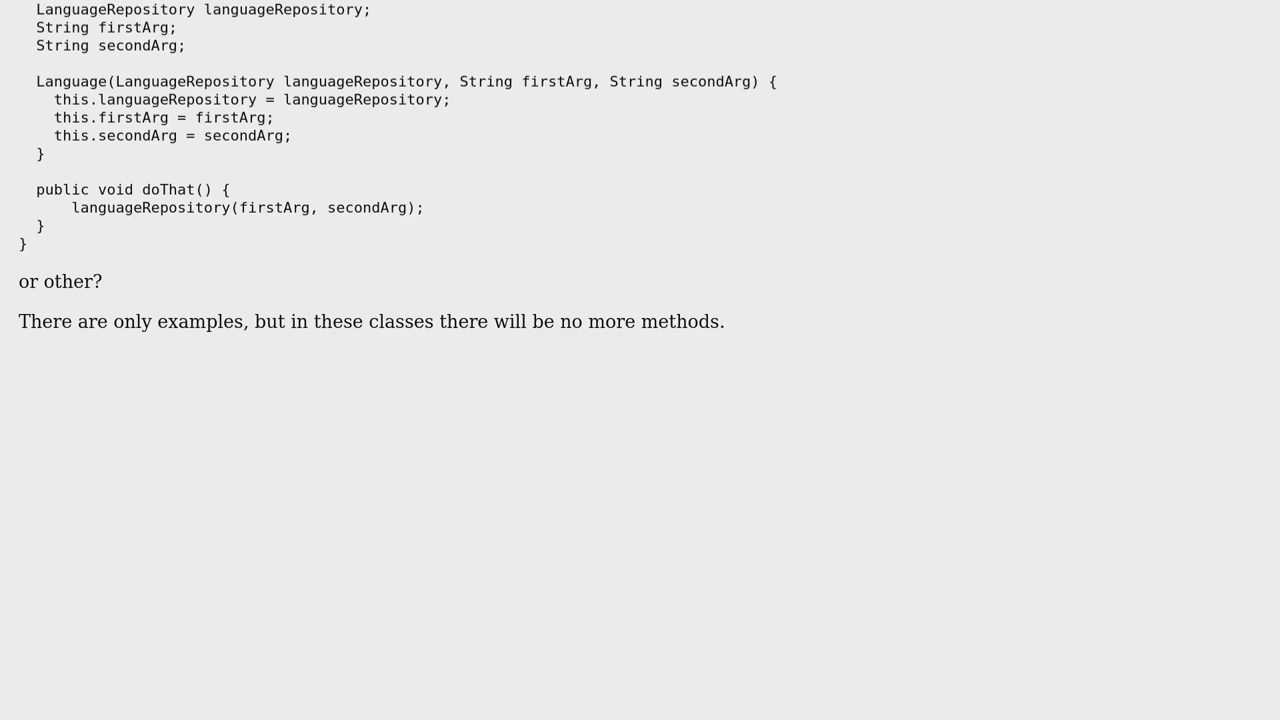 LanguageRepository languageRepository;
String firstArg;
String secondArg;
Language(LanguageRepository languageRepository, String firstArg, String secondArg) {
this.languageRepository = languageRepository;
this.firstArg = firstArg;
this.secondArg = secondArg;
}
public void doThat() {
languageRepository(firstArg, secondArg);
}
}
or other?
There are only examples, but in these classes there will be no more methods.